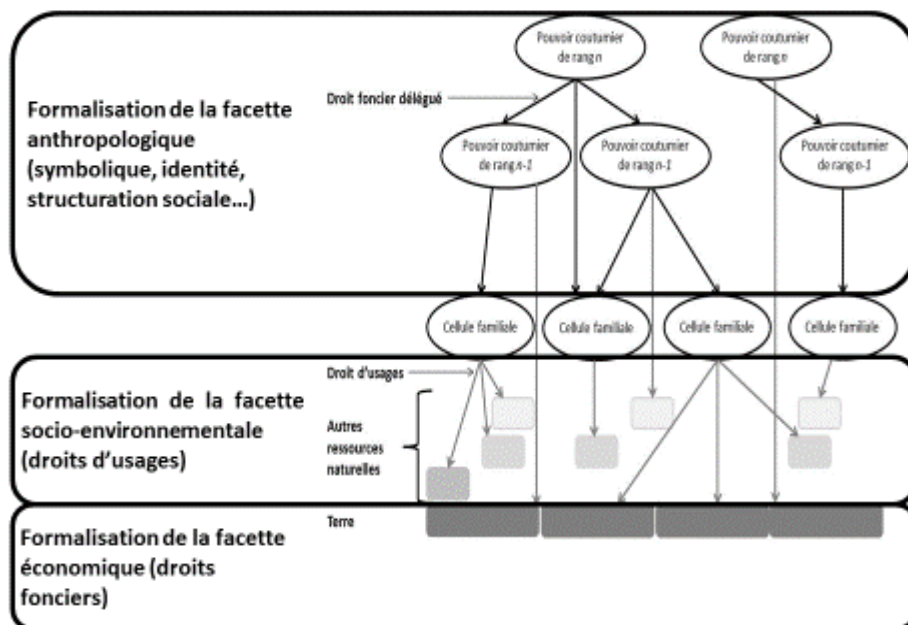 Pouvoir coutumier
de rang n
Pouvoir coutumier
de rang n
Droit foncier délégué
Formalisation de la facette
anthropologique
(symbolique, identité,
structuration sociale...)
Pouvoir coutumier
de rang n-1
Pouvoir coutumier
de rang n-1
Pouvoir coutumier
de rang n-1
Cellule familiale
Cellule familiale
Cellule familiale
Cellule familiale
Droit d'usages
Formalisation de la facette
socio-environnementale
(droits d'usages)
Autres
ressources
naturelles
Terre
Formalisation de la facette
économique (droits
fonciers)